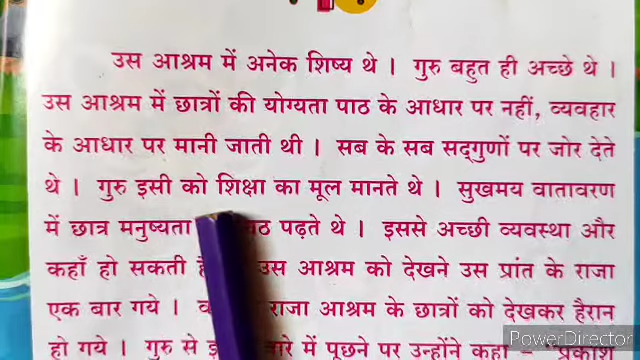 उस आश्रम में अनेक शिष्य थे । गुरु बहुत ही अच्छे थे ।
उस आश्रम में छात्रों की योग्यता पाठ के आधार पर नहीं, व्यवहार
के आधार पर मानी जाती थी । सब के सब सद्‌गुणों पर जोर देते
थे । गुरु इसी को शिक्षा का मूल मानते थे । सुखमय वातावरण
में छात्र मनुष्यता पढ़ते थे । इससे अच्छी व्यवस्था और
कहाँ हो सकती उस आश्रम को देखने उस प्रांत के राजा
एक बार गये । राजा आश्रम के छात्रों को देखकर हैरान
हो गये । गुरु से में पूछने पर उन्होंने कहा –
PowerDirector